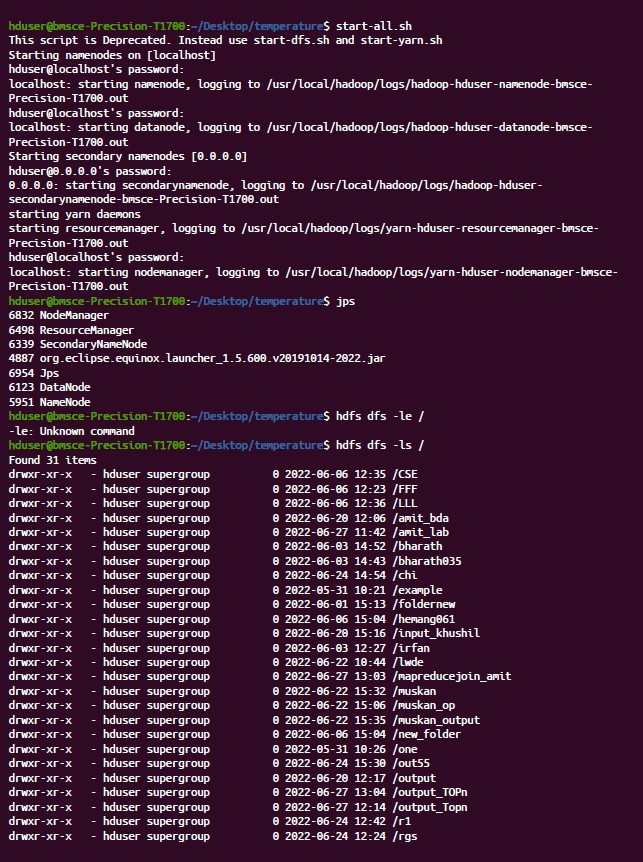 hduser@bmsce-Precision-T1700:~/Desktop/temperature$ start-all.sh
This script is Deprecated. Instead use start-dfs.sh and start-yarn.sh
Starting namenodes on [localhost]
hduser@localhost's password:
localhost: starting namenode, logging to /usr/local/hadoop/logs/hadoop-hduser-namenode-bmsce-
Precision-T1700.out
hduser@localhost's password:
localhost: starting datanode, logging to /usr/local/hadoop/logs/hadoop-hduser-datanode-bmsce-
Precision-T1700.out
Starting secondary namenodes [0.0.0.0]
hduser@0.0.0.0's password:
0.0.0.0: starting secondarynamenode, logging to /usr/local/hadoop/logs/hadoop-hduser-
secondarynamenode-bmsce-Precision-T1700.out
starting yarn daemons
starting resourcemanager, logging to /usr/local/hadoop/logs/yarn-hduser-resourcemanager-bmsce-
Precision-T1700.out
hduser@localhost's password:
localhost: starting nodemanager, logging to /usr/local/hadoop/logs/yarn-hduser-nodemanager-bmsce-
Precision-T1700.out
hduser@bmsce-Precision-T1700:~/Desktop/temperature$ jps
6832 NodeManager
6498 ResourceManager
6339 SecondaryNameNode
4887 org.eclipse.equinox.launcher_1.5.600.v20191014-2022.jar
6954 Jps
6123 DataNode
5951 NameNode
hduser@bmsce-Precision-T1700:~/Desktop/temperature$ hdfs dfs -le /
-le: Unknown command
hduser@bmsce-Precision-T1700:~/Desktop/temperature$ hdfs dfs -ls /
Found 31 items
drwxr-xr-x   - hduser supergroup          0 2022-06-06 12:35 /CSE
drwxr-xr-x   - hduser supergroup          0 2022-06-06 12:23 /FFF
drwxr-xr-x   - hduser supergroup          0 2022-06-06 12:36 /LLL
drwxr-xr-x   - hduser supergroup          0 2022-06-20 12:06 /amit_bda
drwxr-xr-x   - hduser supergroup          0 2022-06-27 11:42 /amit_lab
drwxr-xr-x   - hduser supergroup          0 2022-06-03 14:52 /bharath
drwxr-xr-x   - hduser supergroup          0 2022-06-03 14:43 /bharath035
drwxr-xr-x   - hduser supergroup          0 2022-06-24 14:54 /chi
drwxr-xr-x   - hduser supergroup          0 2022-05-31 10:21 /example
drwxr-xr-x   - hduser supergroup          0 2022-06-01 15:13 /foldernew
drwxr-xr-x   - hduser supergroup          0 2022-06-06 15:04 /hemang061
drwxr-xr-x   - hduser supergroup          0 2022-06-20 15:16 /input_khushil
drwxr-xr-x   - hduser supergroup          0 2022-06-03 12:27 /irfan
drwxr-xr-x   - hduser supergroup          0 2022-06-22 10:44 /lwde
drwxr-xr-x   - hduser supergroup          0 2022-06-27 13:03 /mapreducejoin_amit
drwxr-xr-x   - hduser supergroup          0 2022-06-22 15:32 /muskan
drwxr-xr-x   - hduser supergroup          0 2022-06-22 15:06 /muskan_op
drwxr-xr-x   - hduser supergroup          0 2022-06-22 15:35 /muskan_output
drwxr-xr-x   - hduser supergroup          0 2022-06-06 15:04 /new_folder
drwxr-xr-x   - hduser supergroup          0 2022-05-31 10:26 /one
drwxr-xr-x   - hduser supergroup          0 2022-06-24 15:30 /out55
drwxr-xr-x   - hduser supergroup          0 2022-06-20 12:17 /output
drwxr-xr-x   - hduser supergroup          0 2022-06-27 13:04 /output_TOPn
drwxr-xr-x   - hduser supergroup          0 2022-06-27 12:14 /output_Topn
drwxr-xr-x   - hduser supergroup          0 2022-06-24 12:42 /r1
drwxr-xr-x   - hduser supergroup          0 2022-06-24 12:24 /rgs